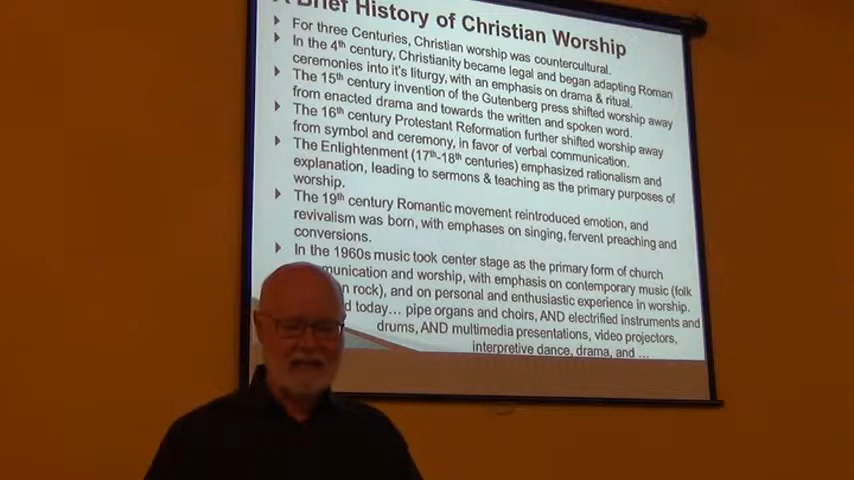 A Brief History of Christian Worship
For three Centuries, Christian worship was countercultural.
In the 4th century, Christianity became legal and began adapting Roman
ceremonies into it's liturgy, with an emphasis on drama & ritual.
The 15th century invention of the Gutenberg press shifted worship away
from enacted drama and towards the written and spoken word.
The 16th century Protestant Reformation further shifted worship away
from symbol and ceremony, in favor of verbal communication.
The Enlightenment (17th-18th centuries) emphasized rationalism and
explanation, leading to sermons & teaching as the primary purposes of
worship.
The 19th century Romantic movement reintroduced emotion, and
revivalism was born, with emphases on singing, fervent preaching and
conversions.
In the 1960s music took center stage as the primary form of church
munication and worship, with emphasis on contemporary music (folk
n rock), and on personal and enthusiastic experience in worship.
d today... pipe organs and choirs, AND electrified instruments and
drums, AND multimedia presentations, video projectors,
interpretive dance, drama, and ...